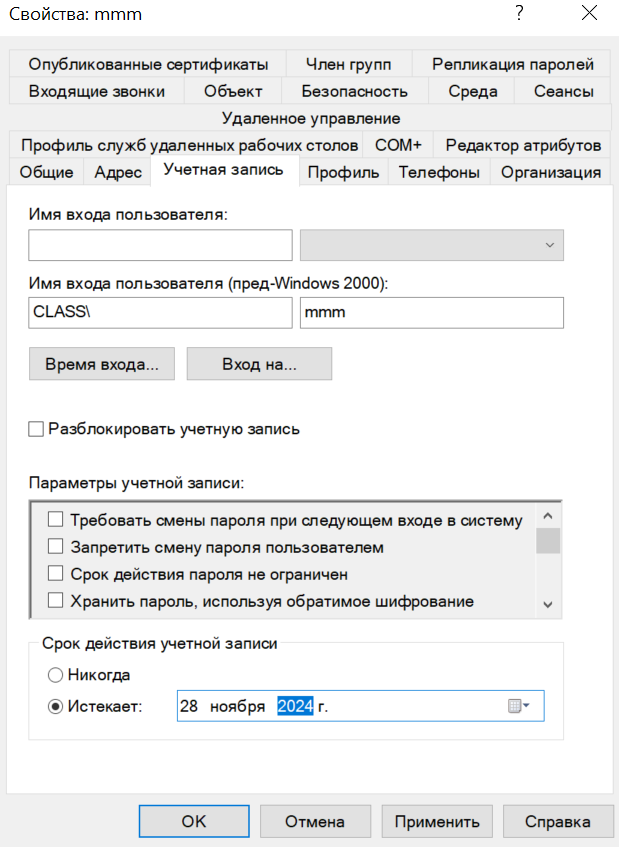 Свойства: mmm
Опубликованные сертификаты Член групп Репликация паролей
Входящие звонки Объект Безопасность Среда Сеансы
Удаленное управление
Профиль служб удаленных рабочих столов COM+ Редактор атрибутов
Общие Адрес Учетная запись Профиль Телефоны Организация
Имя входа пользователя:
Имя входа пользователя (пред-Windows 2000):
CLASS\ mmm
Время входа... Вход на...
Разблокировать учетную запись
Параметры учетной записи:
Требовать смены пароля при следующем входе в систему
Запретить смену пароля пользователем
Срок действия пароля не ограничен
Хранить пароль, используя обратимое шифрование
Срок действия учетной записи
Никогда
Истекает: 28 ноября 2024 г.
OK Отмена Применить Справка